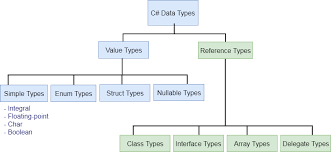 C# Data Types
Value Types
Reference Types
Simple Types
Enum Types
Struct Types
Nullable Types
- Integral
- Floating-point
- Char
- Boolean
Class Types
Interface Types
Array Types
Delegate Types